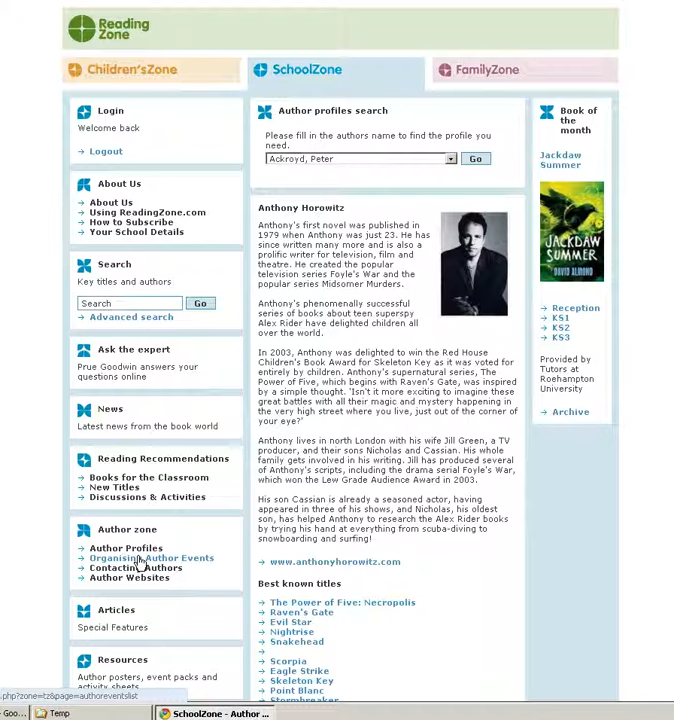 Reading
Zone
Children'sZone
SchoolZone
FamilyZone
Login
Welcome back
Logout
About Us
About Us
Using ReadingZone.com
How to Subscribe
Your School Details
Search
Key titles and authors
Search
Go
Advanced search
Ask the expert
Prue Goodwin answers your
questions online
News
Latest news from the book world
Reading Recommendations
Books for the Classroom
New Titles
Discussions & Activities
Author zone
Author Profiles
Organising Author Events
Contacting Authors
Author Websites
Articles
Special Features
Resources
Author posters, event packs and
activity sheets
Author profiles search
Please fill in the authors name to find the profile you
need.
Ackroyd, Peter
Go
Anthony Horowitz
Anthony's first novel was published in
1979 when Anthony was just 23. He has
since written many more and is also a
prolific writer for television, film and
theatre. He created the popular
television series Foyle's War and the
popular series Midsomer Murders.
Anthony's phenomenally successful
series of books about teen superspy
Alex Rider have delighted children all
over the world.
In 2003, Anthony was delighted to win the Red House
Children's Book Award for Skeleton Key as it was voted for
entirely by children. Anthony's supernatural series, The
Power of Five, which begins with Raven's Gate, was inspired
by a simple thought. 'Isn't it more exciting to imagine these
great battles with all their magic and mystery happening in
the very high street where you live, just out of the corner of
your eye?'
Anthony lives in north London with his wife Jill Green, a TV
producer, and their sons Nicholas and Cassian. His whole
family gets involved in his writing. Jill has produced several
of Anthony's scripts, including the drama serial Foyle's War,
which won the Lew Grade Audience Award in 2003.
His son Cassian is already a seasoned actor, having
appeared in three of his shows, and Nicholas, his oldest
son, has helped Anthony to research the Alex Rider books
by trying his hand at everything from scuba-diving to
snowboarding and surfing!
www.anthonyhorowitz.com
Best known titles
The Power of Five: Necropolis
Raven's Gate
Evil Star
Nightrise
Snakehead
Scorpia
Eagle Strike
Skeleton Key
Point Blanc
Stormbreaker
Book of
the
month
Jackdaw
Summer
JACKDAW
SUMMER
DAVID ALMOND
Reception
KS1
KS2
KS3
Provided by
Tutors at
Roehampton
University
Archive
.php?zone=tz&page=authoreventslist
Goo...
Temp
SchoolZone - Author ...